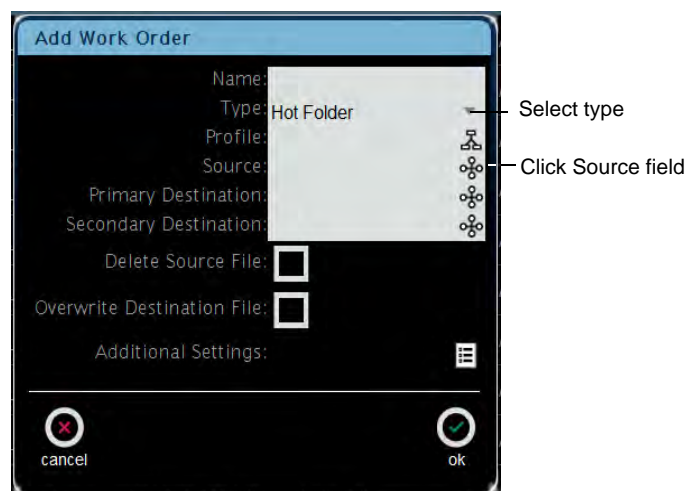 Add Work Order
Name:
Type: Hot Folder
Select type
Profile:
Source:
Click Source field
Primary Destination:
Secondary Destination:
Delete Source File:
Overwrite Destination File:
Additional Settings:
cancel
ok